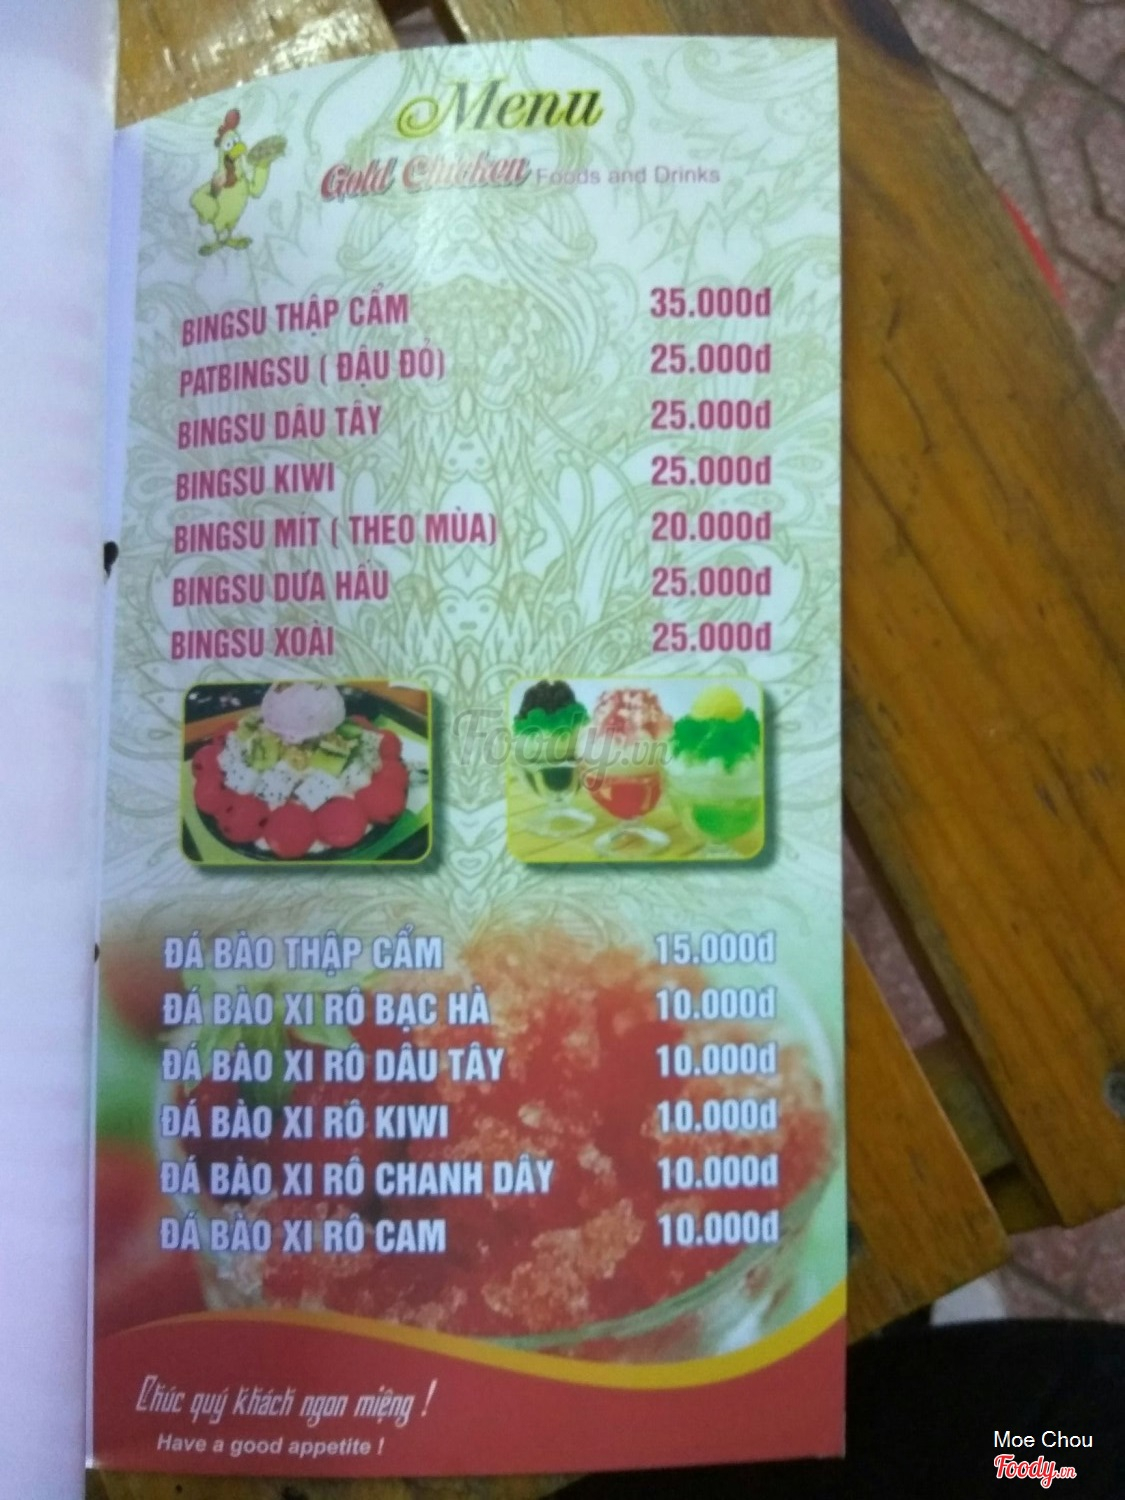 Menu
Gold Chicken Foods and Drinks
BINGSU THẬP CẨM 35.000đ
PATBINGSU ( ĐẬU ĐỎ) 25.000đ
BINGSU DÂU TÂY 25.000đ
BINGSU KIWI 25.000đ
BINGSU MÍT ( THEO MÙA) 20.000đ
BINGSU DƯA HẤU 25.000đ
BINGSU XOÀI 25.000đ
Foody.vn
ĐÁ BÀO THẬP CẨM 15.000đ
ĐÁ BÀO XI RÔ BẠC HÀ 10.000đ
ĐÁ BÀO XI RÔ DÂU TÂY 10.000đ
ĐÁ BÀO XI RÔ KIWI 10.000đ
ĐÁ BÀO XI RÔ CHANH DÂY 10.000đ
ĐÁ BÀO XI RÔ CAM 10.000đ
Chúc quý khách ngon miệng !
Have a good appetite !
Moe Chou
Foody.vn